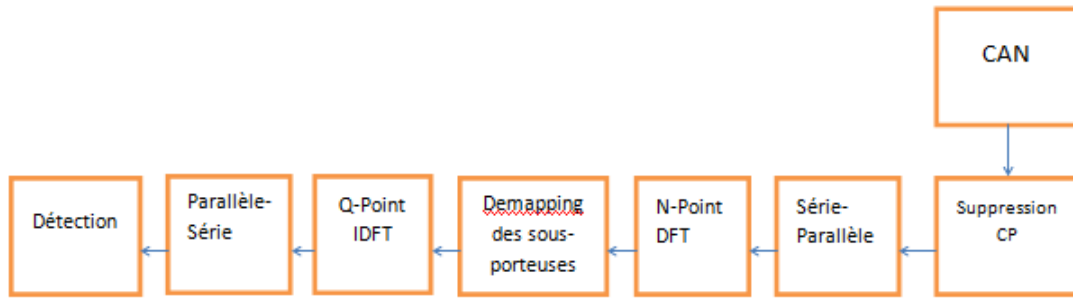 CAN
Détection
Parallèle-
Série
Q-Point
IDFT
Demapping
des sous-
porteuses
N-Point
DFT
Série-
Parallèle
Suppression
CP